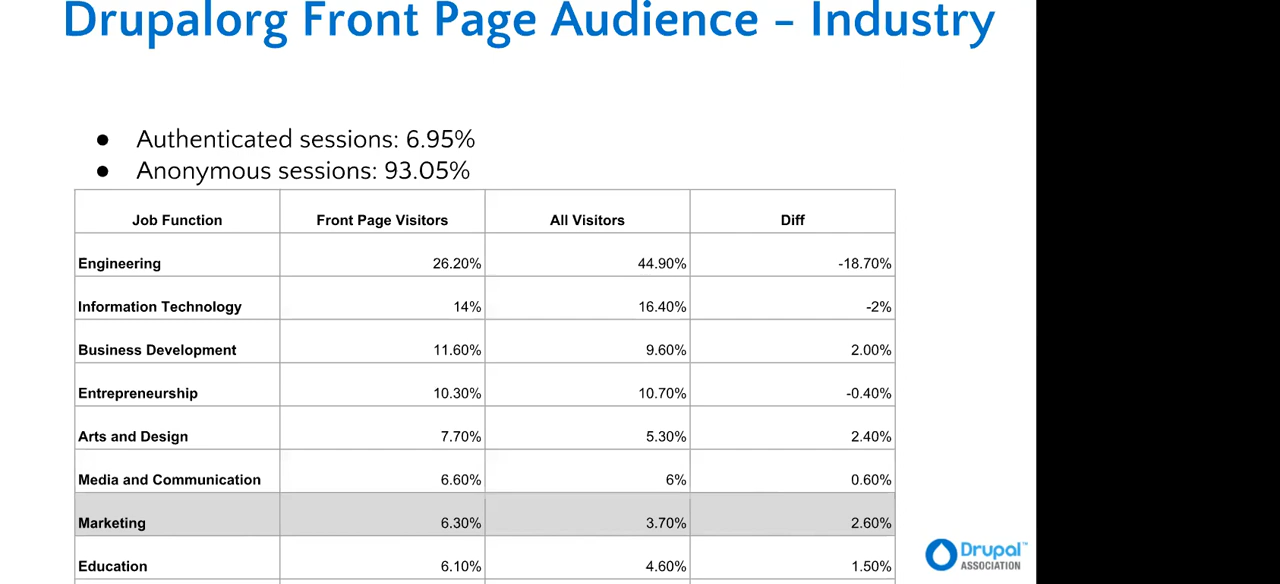 Drupalorg Front Page Audience – Industry
● Authenticated sessions: 6.95%
● Anonymous sessions: 93.05%
Job Function Front Page Visitors All Visitors Diff
Engineering 26.20% 44.90% -18.70%
Information Technology 14% 16.40% -2%
Business Development 11.60% 9.60% 2.00%
Entrepreneurship 10.30% 10.70% -0.40%
Arts and Design 7.70% 5.30% 2.40%
Media and Communication 6.60% 6% 0.60%
Marketing 6.30% 3.70% 2.60%
Education 6.10% 4.60% 1.50%
Drupal™
ASSOCIATION